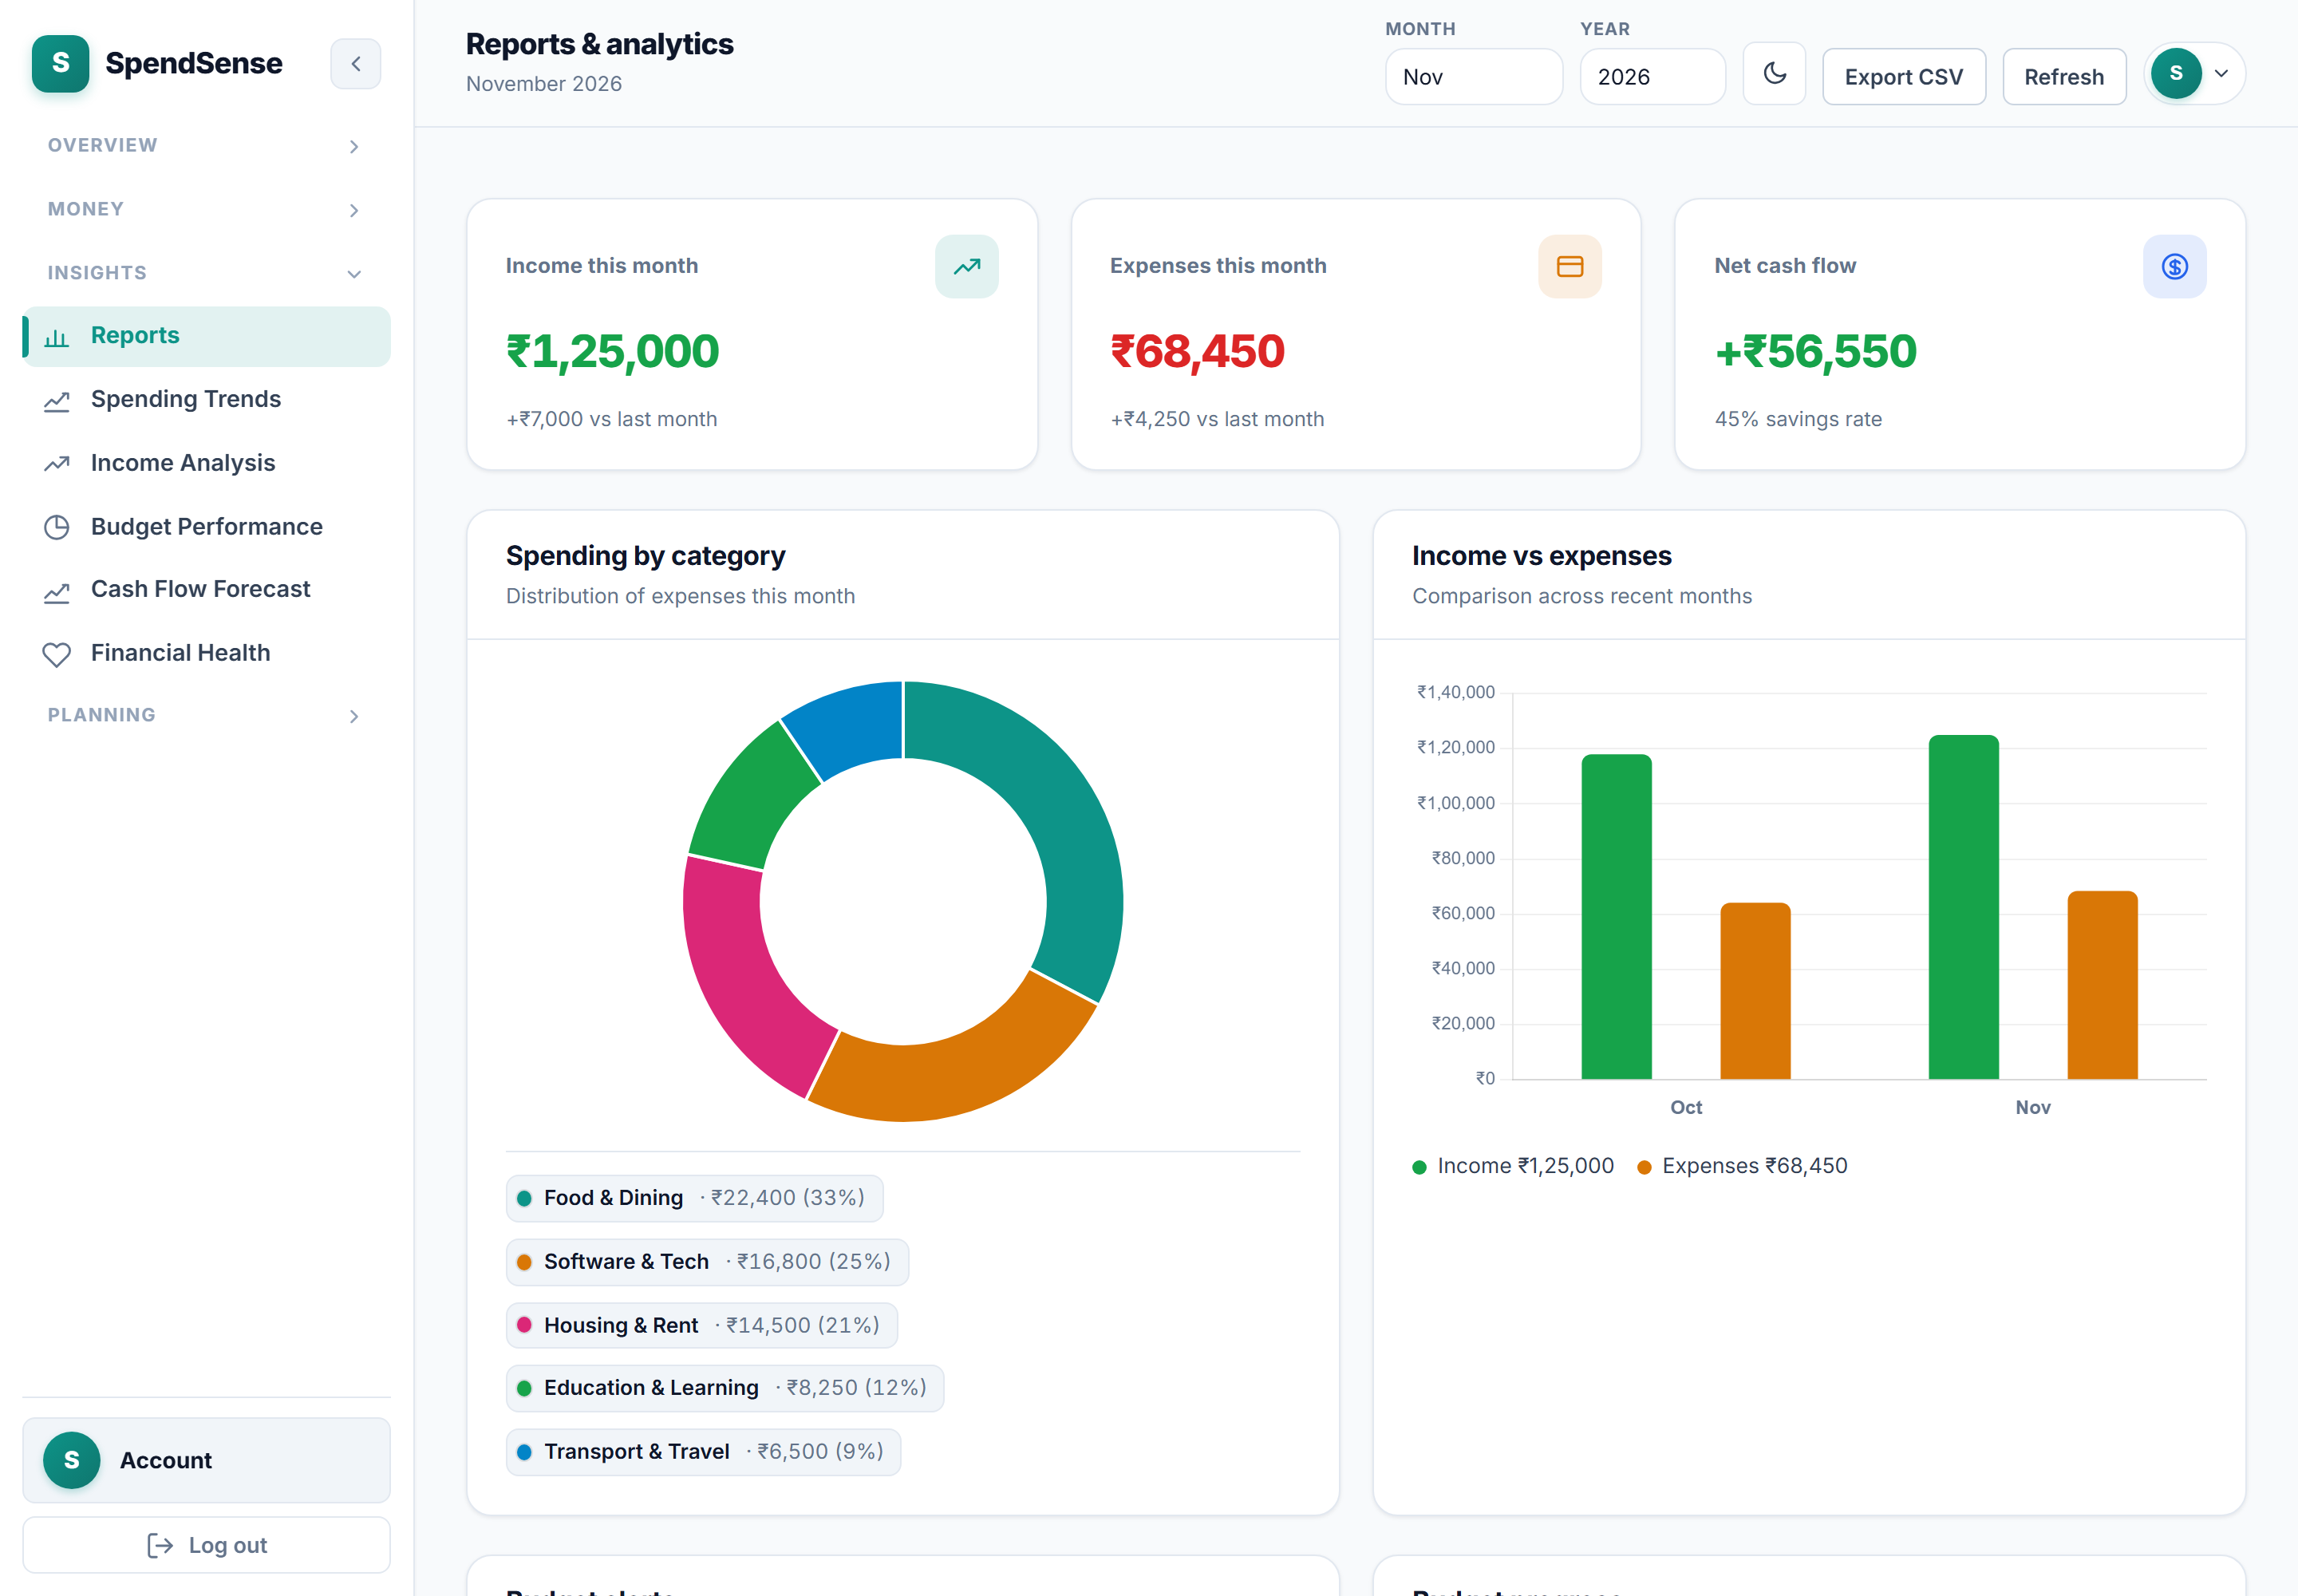 S
SpendSense
OVERVIEW
MONEY
INSIGHTS
Reports
Spending Trends
Income Analysis
Budget Performance
Cash Flow Forecast
Financial Health
PLANNING
S
Account
Log out
Reports & analytics
November 2026
MONTH
Nov
YEAR
2026
Export CSV
Refresh
S
Income this month
₹1,25,000
+₹7,000 vs last month
Expenses this month
₹68,450
+₹4,250 vs last month
Net cash flow
+₹56,550
45% savings rate
Spending by category
Distribution of expenses this month
Food & Dining · ₹22,400 (33%)
Software & Tech · ₹16,800 (25%)
Housing & Rent · ₹14,500 (21%)
Education & Learning · ₹8,250 (12%)
Transport & Travel · ₹6,500 (9%)
Income vs expenses
Comparison across recent months
₹1,40,000
₹1,20,000
₹1,00,000
₹80,000
₹60,000
₹40,000
₹20,000
₹0
Oct
Nov
Income ₹1,25,000
Expenses ₹68,450